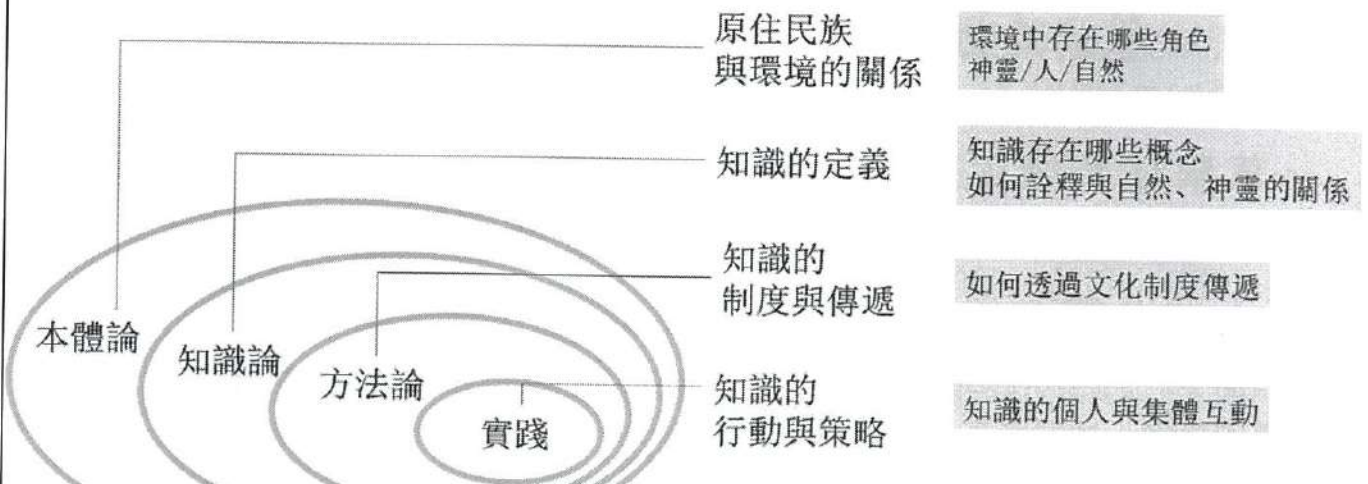 原住民族
與環境的關係
環境中存在哪些角色
神靈/人/自然
知識的定義
知識存在哪些概念
如何詮釋與自然、神靈的關係
知識的
制度與傳遞
如何透過文化制度傳遞
知識的
行動與策略
知識的個人與集體互動
本體論
知識論
方法論
實踐